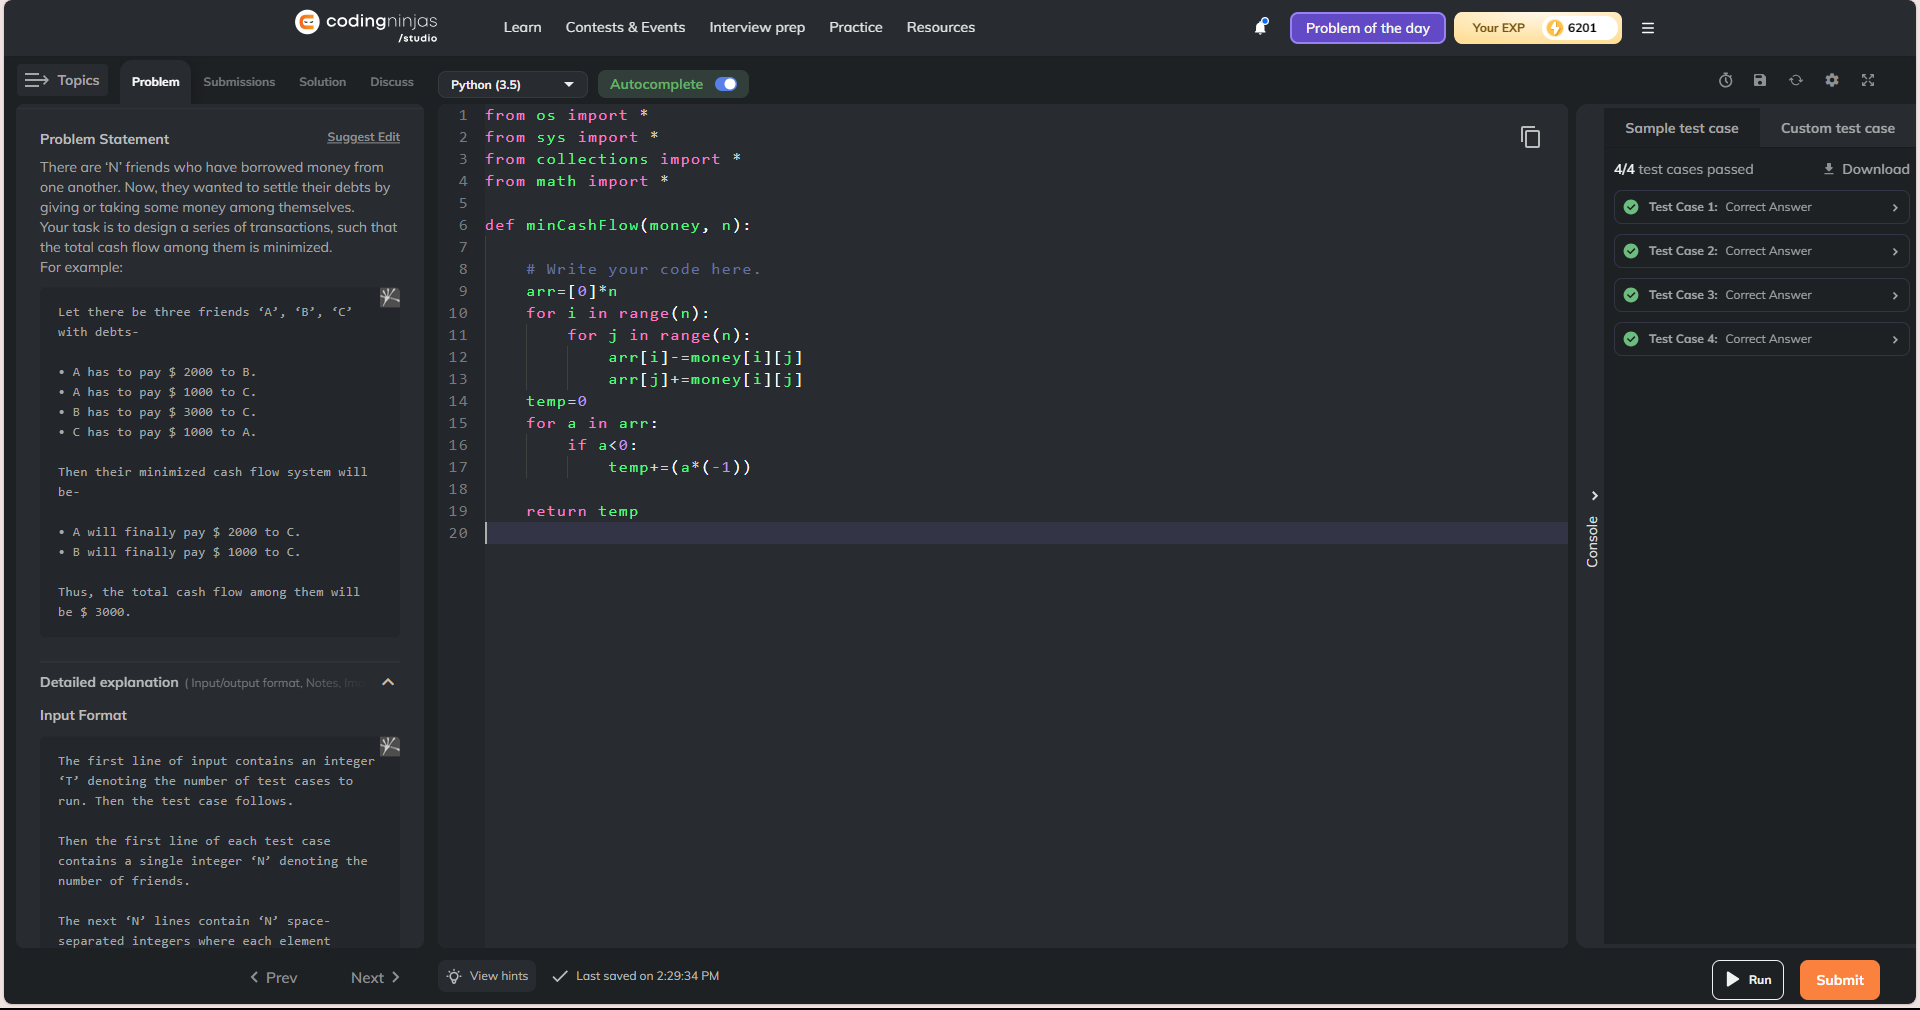 codingninjas
/studio
Learn
Contests & Events
Interview prep
Practice
Resources
Problem of the day
Your EXP
6201
Topics
Problem
Submissions
Solution
Discuss
Python (3.5)
Autocomplete
Problem Statement
Suggest Edit
There are ‘N’ friends who have borrowed money from
one another. Now, they wanted to settle their debts by
giving or taking some money among themselves.
Your task is to design a series of transactions, such that
the total cash flow among them is minimized.
For example:
Let there be three friends ‘A’, ‘B’, ‘C’
with debts-
• A has to pay $ 2000 to B.
• A has to pay $ 1000 to C.
• B has to pay $ 3000 to C.
• C has to pay $ 1000 to A.
Then their minimized cash flow system will
be-
• A will finally pay $ 2000 to C.
• B will finally pay $ 1000 to C.
Thus, the total cash flow among them will
be $ 3000.
Detailed explanation ( Input/output format, Notes,
Input Format
The first line of input contains an integer
‘T’ denoting the number of test cases to
run. Then the test case follows.
Then the first line of each test case
contains a single integer ‘N’ denoting the
number of friends.
The next ‘N’ lines contain ‘N’ space-
separated integers where each element
Prev
Next
1 from os import *
2 from sys import *
3 from collections import *
4 from math import *
5
6 def minCashFlow(money, n):
7
8     # Write your code here.
9     arr=[0]*n
10     for i in range(n):
11         for j in range(n):
12             arr[i]-=money[i][j]
13             arr[j]+=money[i][j]
14     temp=0
15     for a in arr:
16         if a<0:
17             temp+=(a*(-1))
18
19     return temp
20
View hints
Last saved on 2:29:34 PM
Console
Sample test case
Custom test case
4/4 test cases passed
Download
Test Case 1: Correct Answer
Test Case 2: Correct Answer
Test Case 3: Correct Answer
Test Case 4: Correct Answer
Run
Submit